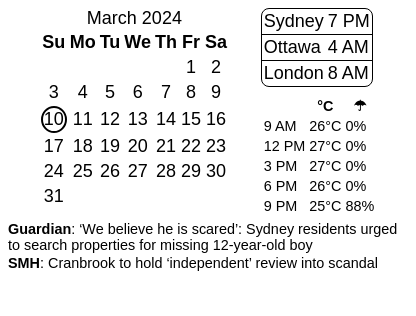 March 2024
Su Mo Tu We Th Fr Sa
1 2
3 4 5 6 7 8 9
10 11 12 13 14 15 16
17 18 19 20 21 22 23
24 25 26 27 28 29 30
31
Sydney 7 PM
Ottawa 4 AM
London 8 AM
°C ☂
9 AM 26°C 0%
12 PM 27°C 0%
3 PM 27°C 0%
6 PM 26°C 0%
9 PM 25°C 88%
Guardian: ‘We believe he is scared’: Sydney residents urged
to search properties for missing 12-year-old boy
SMH: Cranbrook to hold ‘independent’ review into scandal